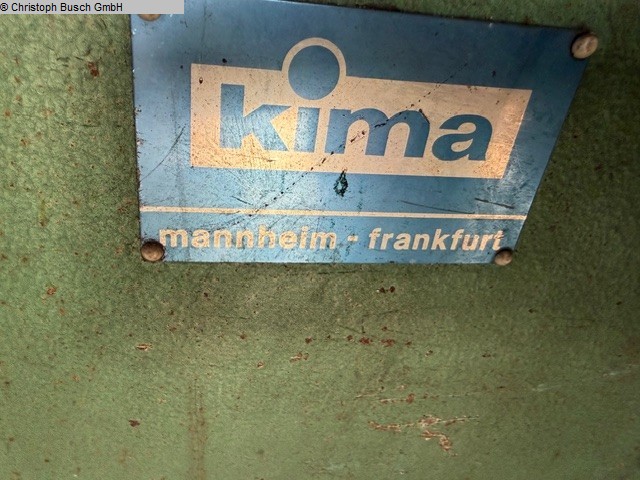 © Christoph Busch GmbH
kima
mannheim - frankfurt